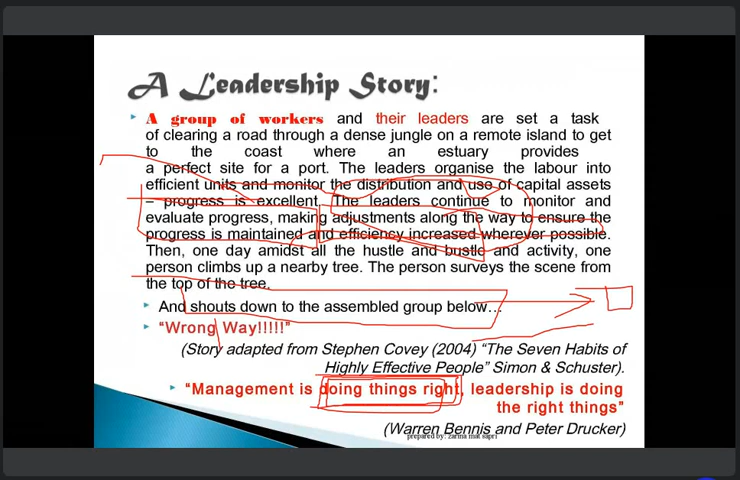 A Leadership Story:
A group of workers and their leaders are set a task
of clearing a road through a dense jungle on a remote island to get
to the coast where an estuary provides
a perfect site for a port. The leaders organise the labour into
efficient units and monitor the distribution and use of capital assets
– progress is excellent. The leaders continue to monitor and
evaluate progress, making adjustments along the way to ensure the
progress is maintained and efficiency increased wherever possible.
Then, one day amidst all the hustle and bustle and activity, one
person climbs up a nearby tree. The person surveys the scene from
the top of the tree.
And shouts down to the assembled group below…
“Wrong Way!!!!!”
(Story adapted from Stephen Covey (2004) “The Seven Habits of
Highly Effective People” Simon & Schuster).
“Management is doing things right, leadership is doing
the right things”
(Warren Bennis and Peter Drucker)
prepared by: zarina mat sapri